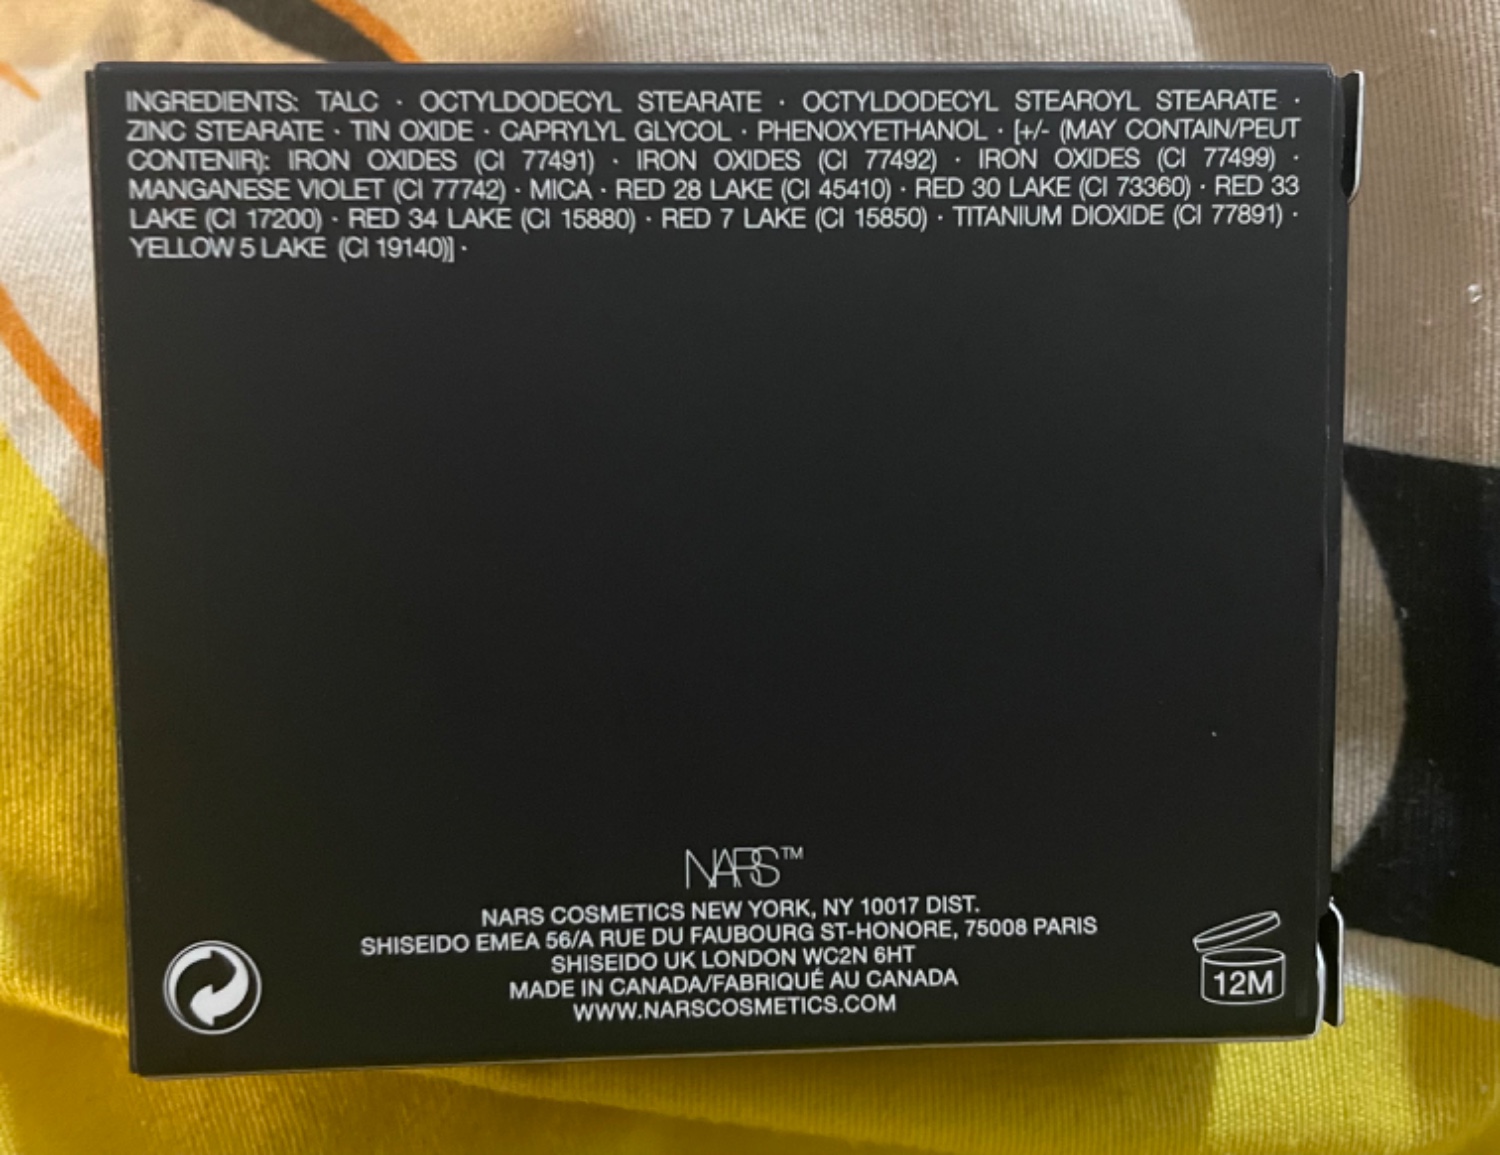 INGREDIENTS: TALC · OCTYLDODECYL STEARATE · OCTYLDODECYL STEAROYL STEARATE ·
ZINC STEARATE · TIN OXIDE · CAPRYLYL GLYCOL · PHENOXYETHANOL · [+/- (MAY CONTAIN/PEUT
CONTENIR): IRON OXIDES (CI 77491) · IRON OXIDES (CI 77492) · IRON OXIDES (CI 77499) ·
MANGANESE VIOLET (CI 77742) · MICA · RED 28 LAKE (CI 45410) · RED 30 LAKE (CI 73360) · RED 33
LAKE (CI 17200) · RED 34 LAKE (CI 15880) · RED 7 LAKE (CI 15850) · TITANIUM DIOXIDE (CI 77891) ·
YELLOW 5 LAKE (CI 19140)] ·
NARS™
NARS COSMETICS NEW YORK, NY 10017 DIST.
SHISEIDO EMEA 56/A RUE DU FAUBOURG ST-HONORE, 75008 PARIS
SHISEIDO UK LONDON WC2N 6HT
MADE IN CANADA/FABRIQUÉ AU CANADA
WWW.NARSCOSMETICS.COM
12M